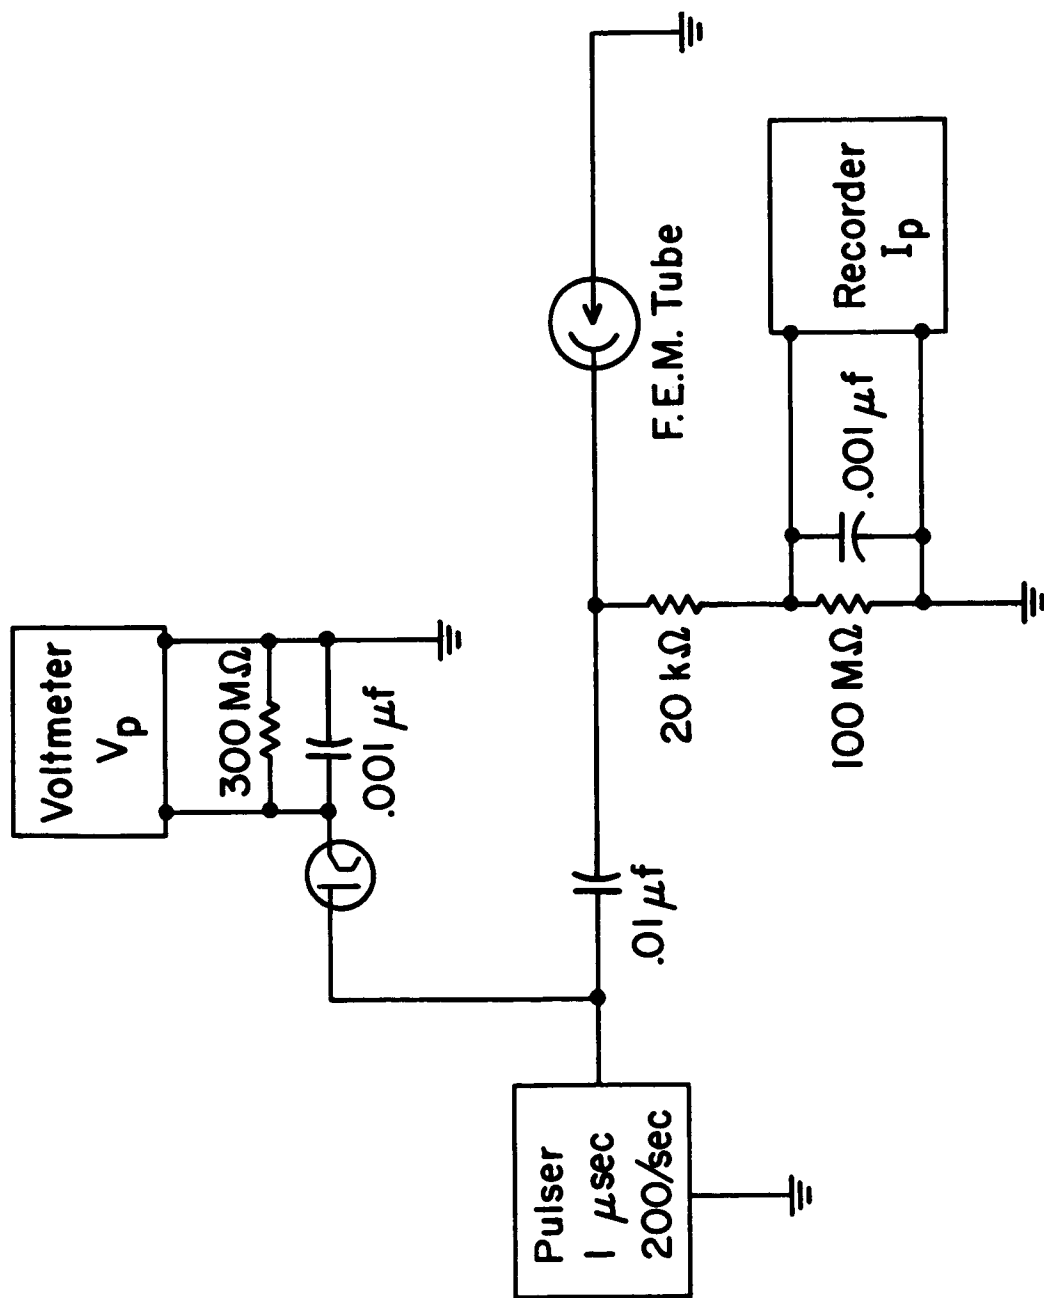 Voltmeter
Vp
300 MΩ
.001 μf
F.E.M. Tube
Recorder
Ip
.001 μf
20 kΩ
100 MΩ
.01 μf
Pulser
1 μsec
200/sec